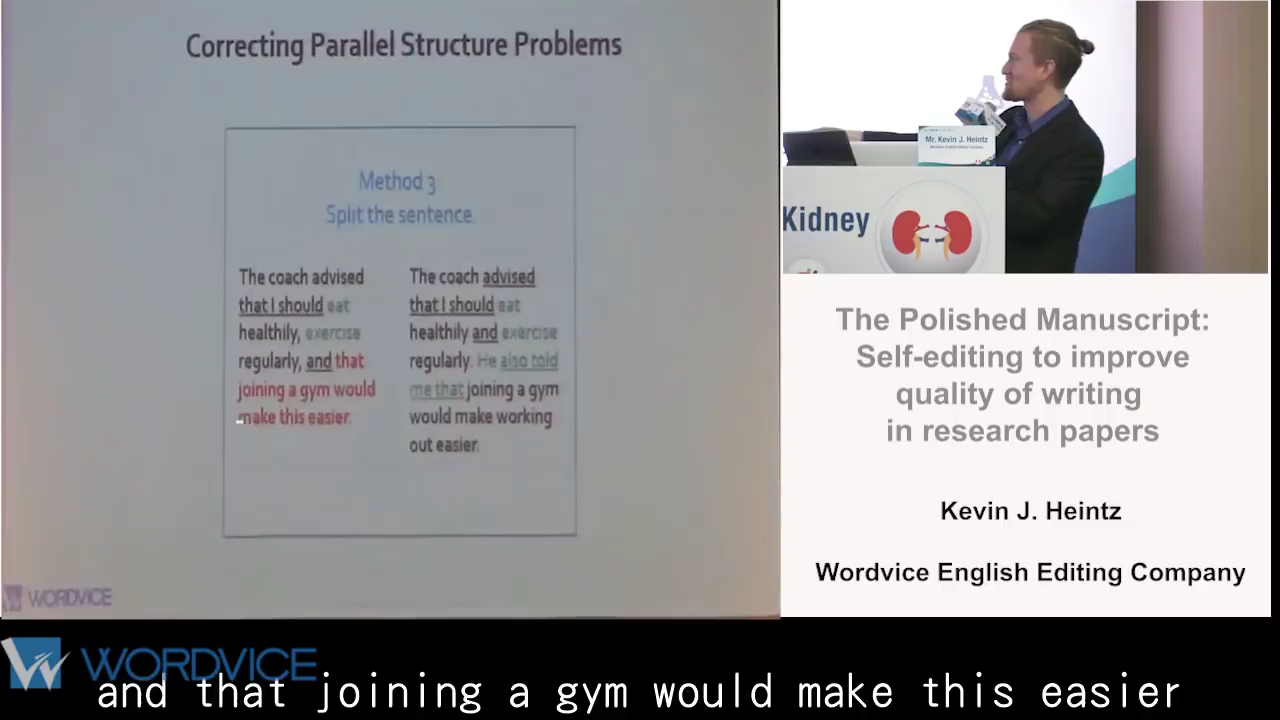 Correcting Parallel Structure Problems
Method 3
Split the sentence.
The coach advised
that I should eat
healthily, exercise
regularly, and that
joining a gym would
make this easier.
The coach advised
that I should eat
healthily and exercise
regularly. He also told
me that joining a gym
would make working
out easier.
WORDVICE
Mr. Kevin J. Heintz
Wordvice English Editing Company
Kidney
The Polished Manuscript:
Self-editing to improve
quality of writing
in research papers
Kevin J. Heintz
Wordvice English Editing Company
WORDVICE
and that joining a gym would make this easier